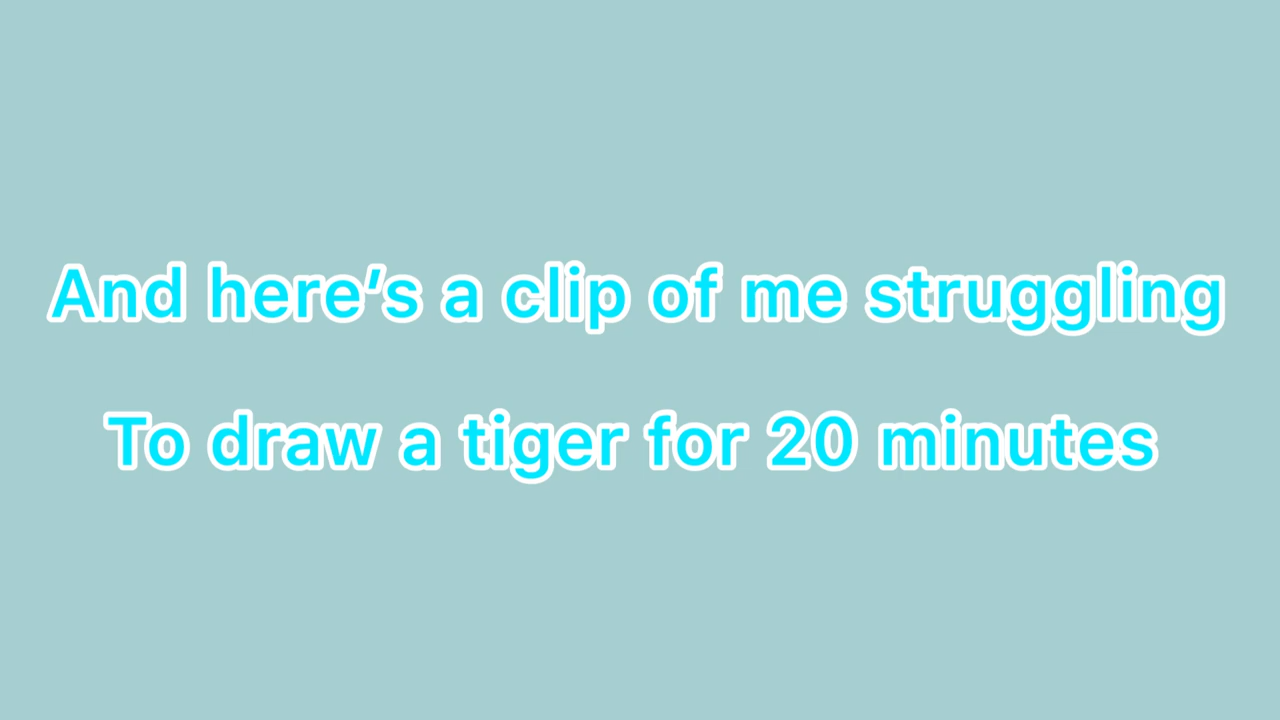 And here’s a clip of me struggling
To draw a tiger for 20 minutes